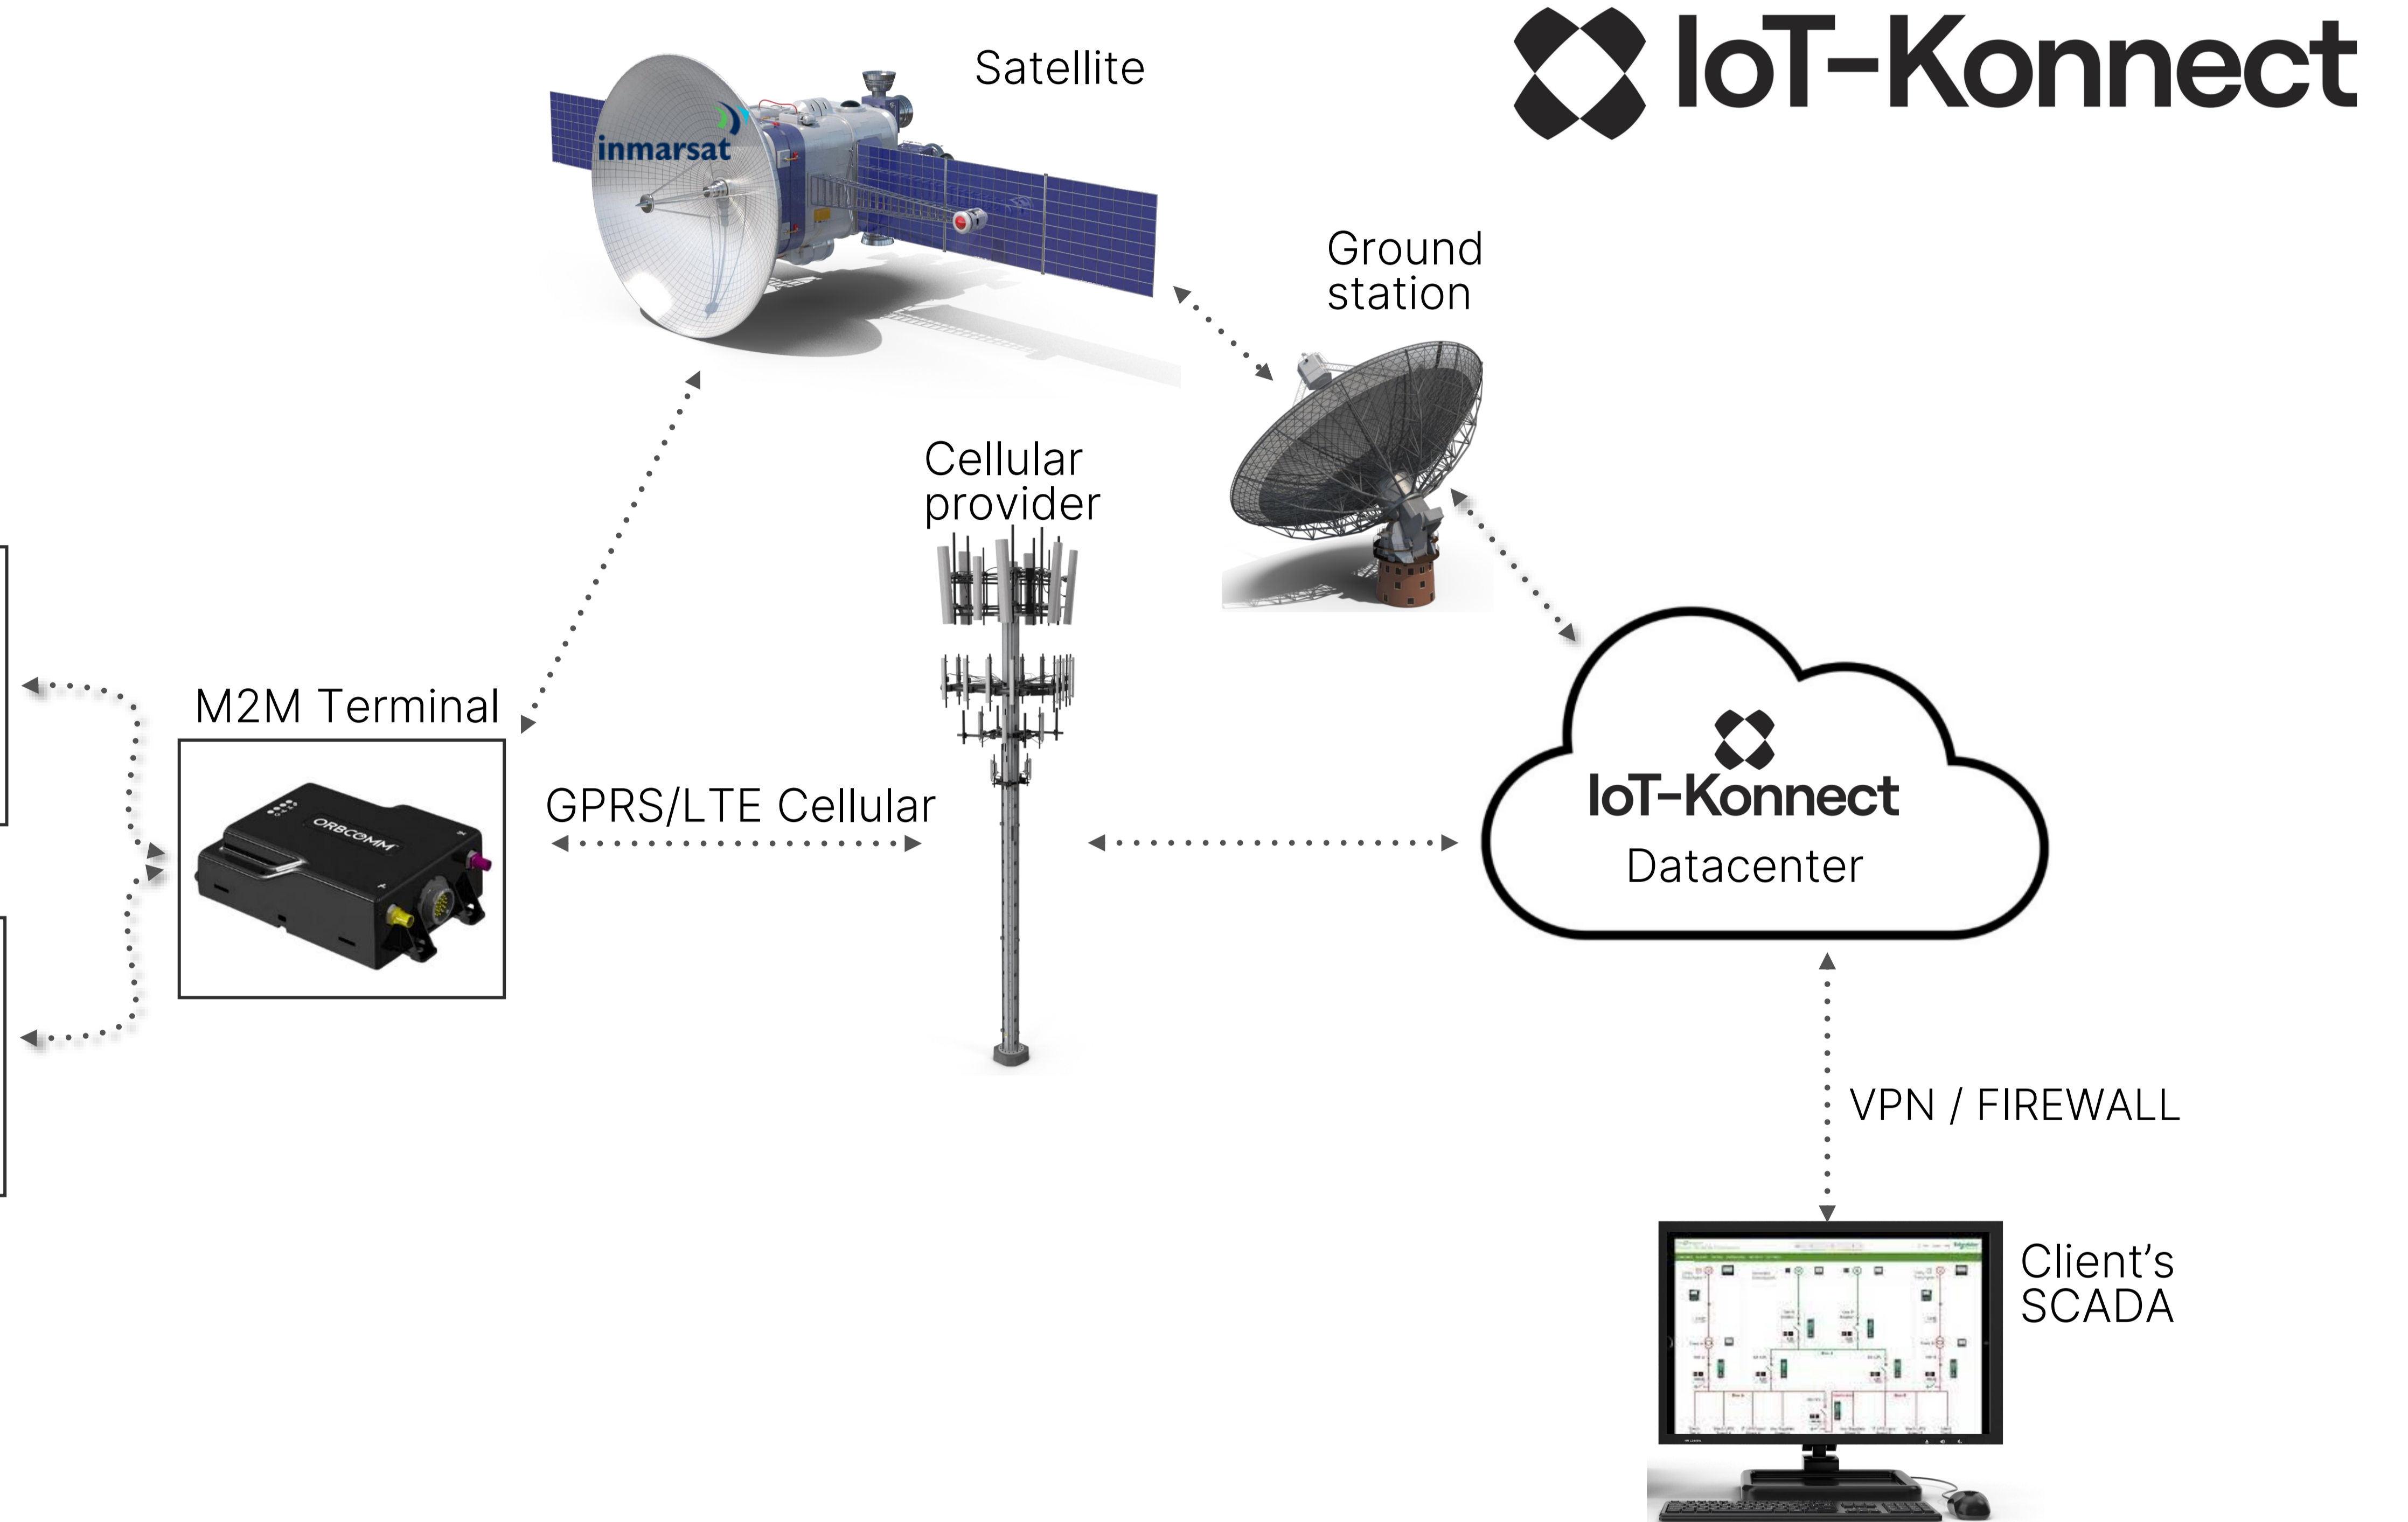 IoT-Konnect
Satellite
inmarsat
Ground
station
Cellular
provider
M2M Terminal
ORBCOMM
GPRS/LTE Cellular
IoT-Konnect
Datacenter
VPN / FIREWALL
Client's
SCADA